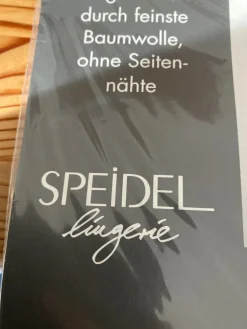 durch feinste
Baumwolle,
ohne Seiten-
nähte
SPEIDEL
lingerie